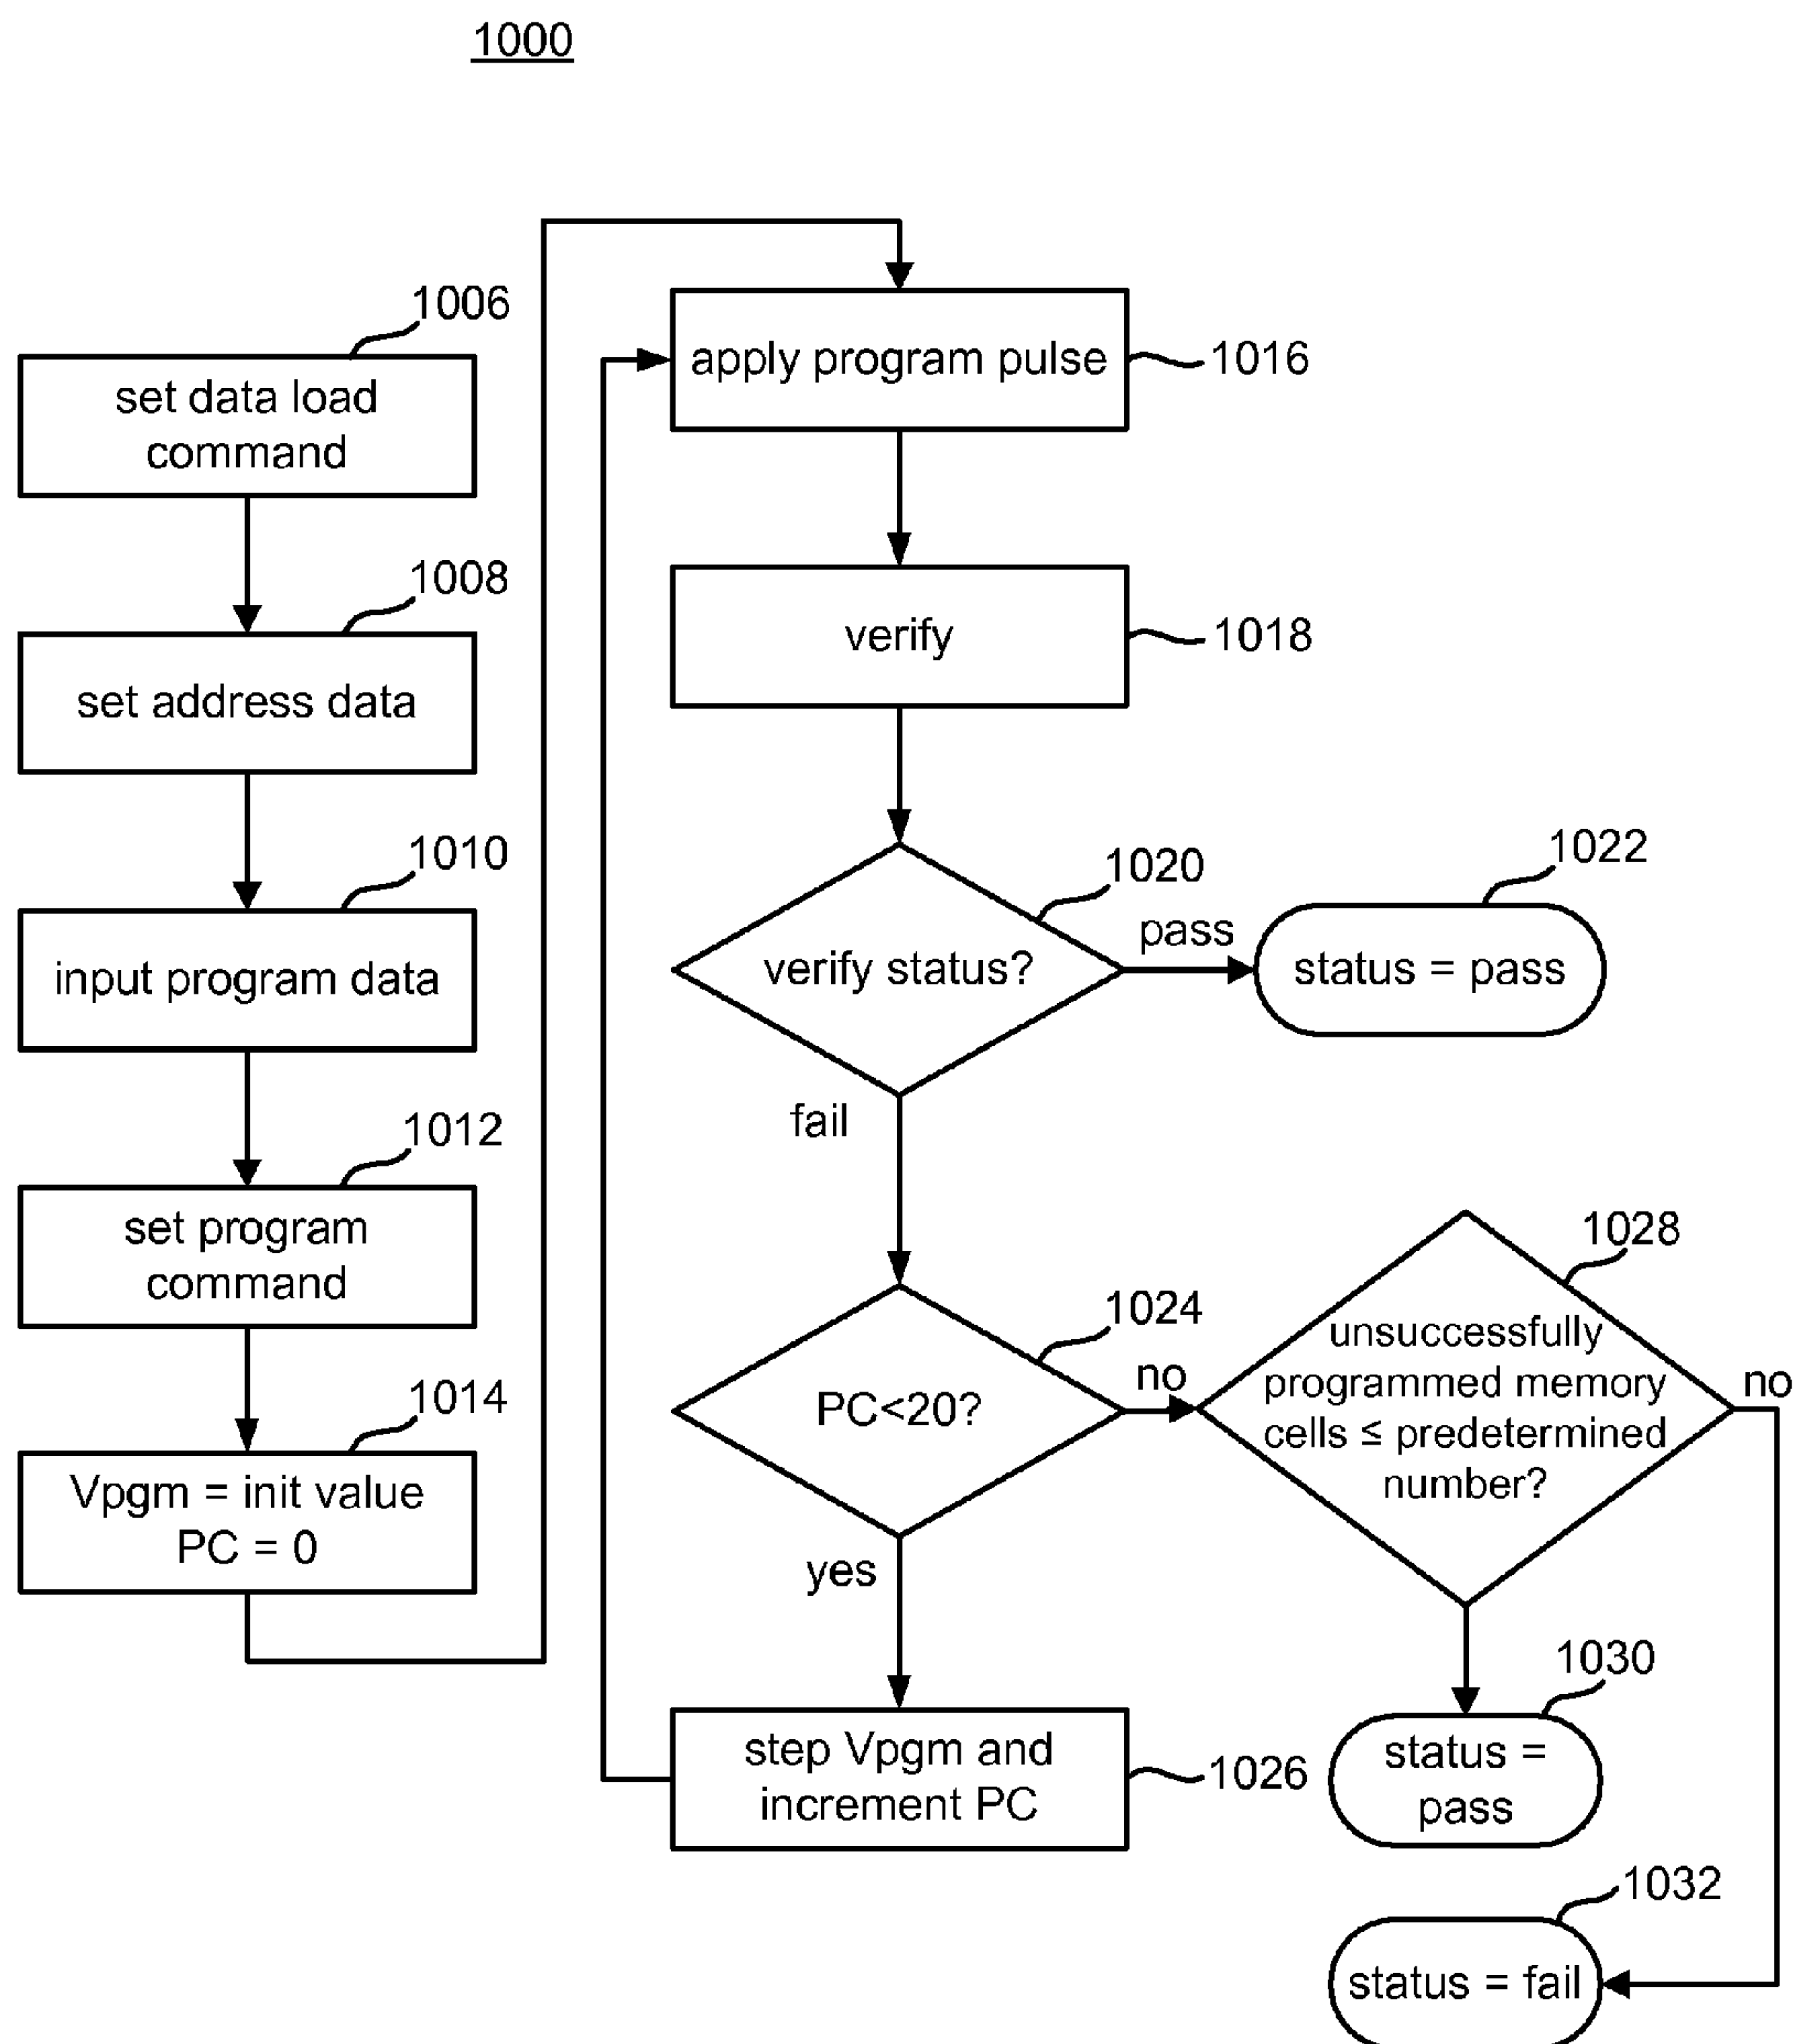 1000
1006
set data load
command
1008
set address data
1010
input program data
1012
set program
command
1014
Vpgm = init value
PC = 0
apply program pulse
1016
verify
1018
1020
verify status?
pass
1022
status = pass
fail
1024
PC<20?
no
1028
unsuccessfully
programmed memory
cells ≤ predetermined
number?
no
yes
step Vpgm and
increment PC
1026
1030
status =
pass
1032
status = fail